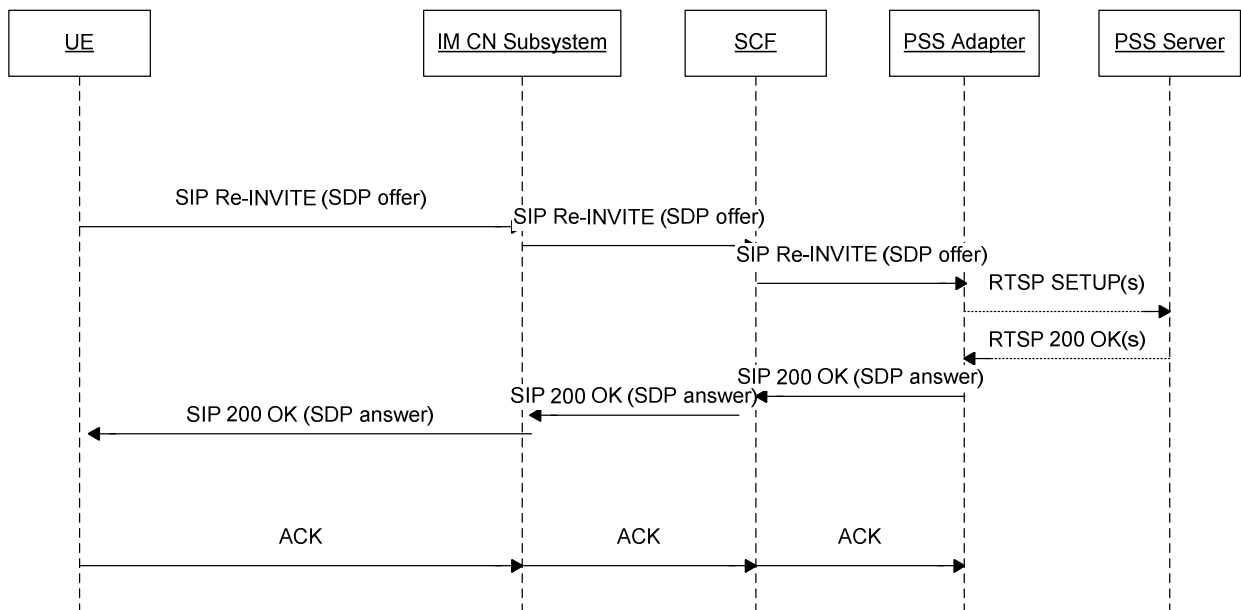 UE
IM CN Subsystem
SCF
PSS Adapter
PSS Server
SIP Re-INVITE (SDP offer)
SIP Re-INVITE (SDP offer)
SIP Re-INVITE (SDP offer)
RTSP SETUP(s)
RTSP 200 OK(s)
SIP 200 OK (SDP answer)
SIP 200 OK (SDP answer)
SIP 200 OK (SDP answer)
ACK
ACK
ACK